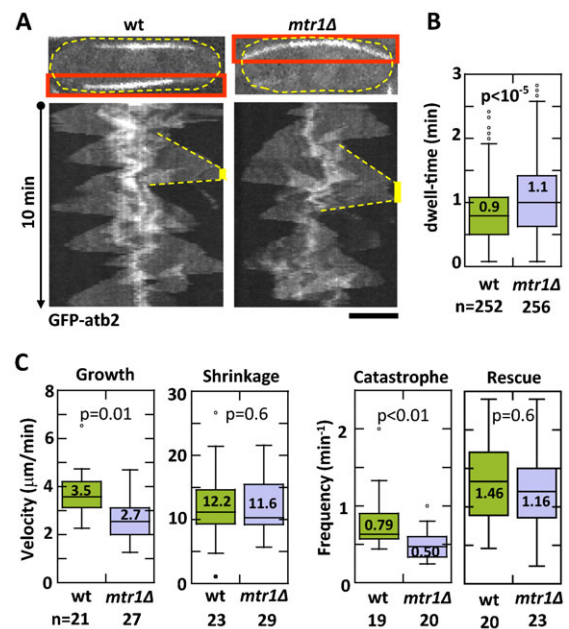 A
wt
mtr1Δ
10 min
GFP-atb2
B
dwell-time (min)
3
2
1
0
p<10⁻⁵
0.9
1.1
wt mtr1Δ
n=252 256
C
Growth
Velocity (μm/min)
8
6
4
2
0
p=0.01
3.5
2.7
wt mtr1Δ
n=21 27
Shrinkage
30
20
10
0
p=0.6
12.2
11.6
wt mtr1Δ
23 29
Catastrophe
Frequency (min⁻¹)
2
1
0
p<0.01
0.79
0.50
wt mtr1Δ
19 20
Rescue
p=0.6
1.46
1.16
wt mtr1Δ
20 23